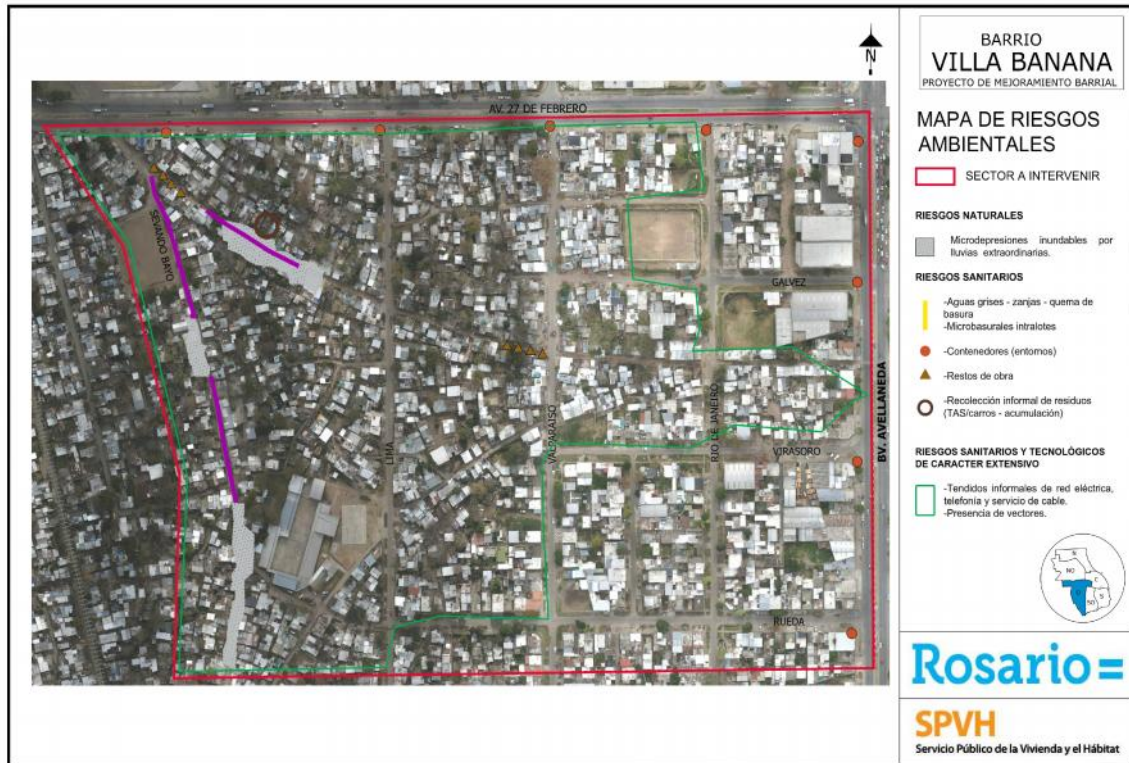 N
AV. 27 DE FEBRERO
SEVANDO BAYO
GALVEZ
LIMA
VALPARAISO
RIO DE JANEIRO
VIRASORO
BV. AVELLANEDA
RUEDA
BARRIO
VILLA BANANA
PROYECTO DE MEJORAMIENTO BARRIAL
MAPA DE RIESGOS
AMBIENTALES
SECTOR A INTERVENIR
RIESGOS NATURALES
Microdepresiones inundables por
lluvias extraordinarias.
RIESGOS SANITARIOS
-Aguas grises - zanjas - quema de
basura
-Microbasurales intralotes
-Contenedores (entornos)
-Restos de obra
-Recolección informal de residuos
(TAS/carros - acumulación)
RIESGOS SANITARIOS Y TECNOLÓGICOS
DE CARACTER EXTENSIVO
-Tendidos informales de red eléctrica,
telefonía y servicio de cable.
-Presencia de vectores.
N
NO
C
S
SO
Rosario=
SPVH
Servicio Público de la Vivienda y el Hábitat